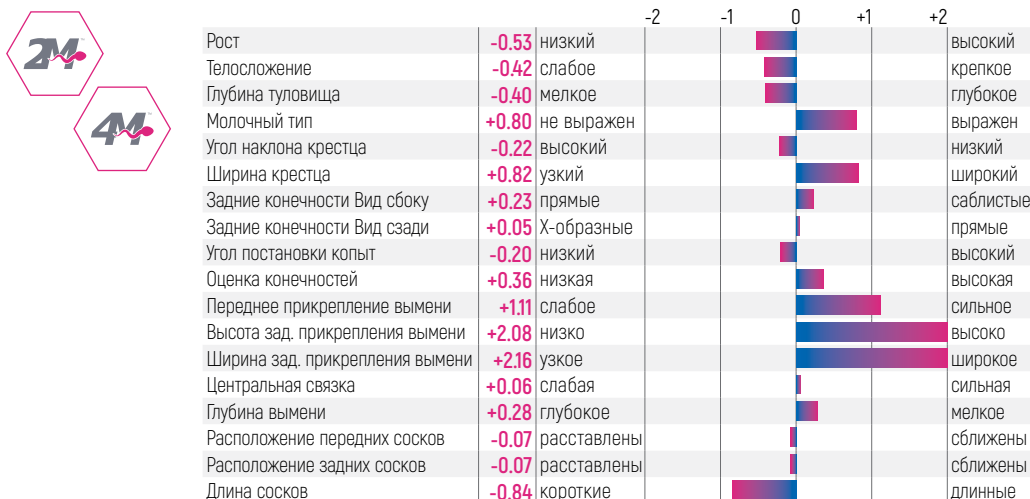 2M™
4M™
-2 -1 0 +1 +2
Рост -0.53 низкий высокий
Телосложение -0.42 слабое крепкое
Глубина туловища -0.40 мелкое глубокое
Молочный тип +0.80 не выражен выражен
Угол наклона крестца -0.22 высокий низкий
Ширина крестца +0.82 узкий широкий
Задние конечности Вид сбоку +0.23 прямые саблистые
Задние конечности Вид сзади +0.05 Х-образные прямые
Угол постановки копыт -0.20 низкий высокий
Оценка конечностей +0.36 низкая высокая
Переднее прикрепление вымени +1.11 слабое сильное
Высота зад. прикрепления вымени +2.08 низко высоко
Ширина зад. прикрепления вымени +2.16 узкое широкое
Центральная связка +0.06 слабая сильная
Глубина вымени +0.28 глубокое мелкое
Расположение передних сосков -0.07 расставлены сближены
Расположение задних сосков -0.07 расставлены сближены
Длина сосков -0.84 короткие длинные